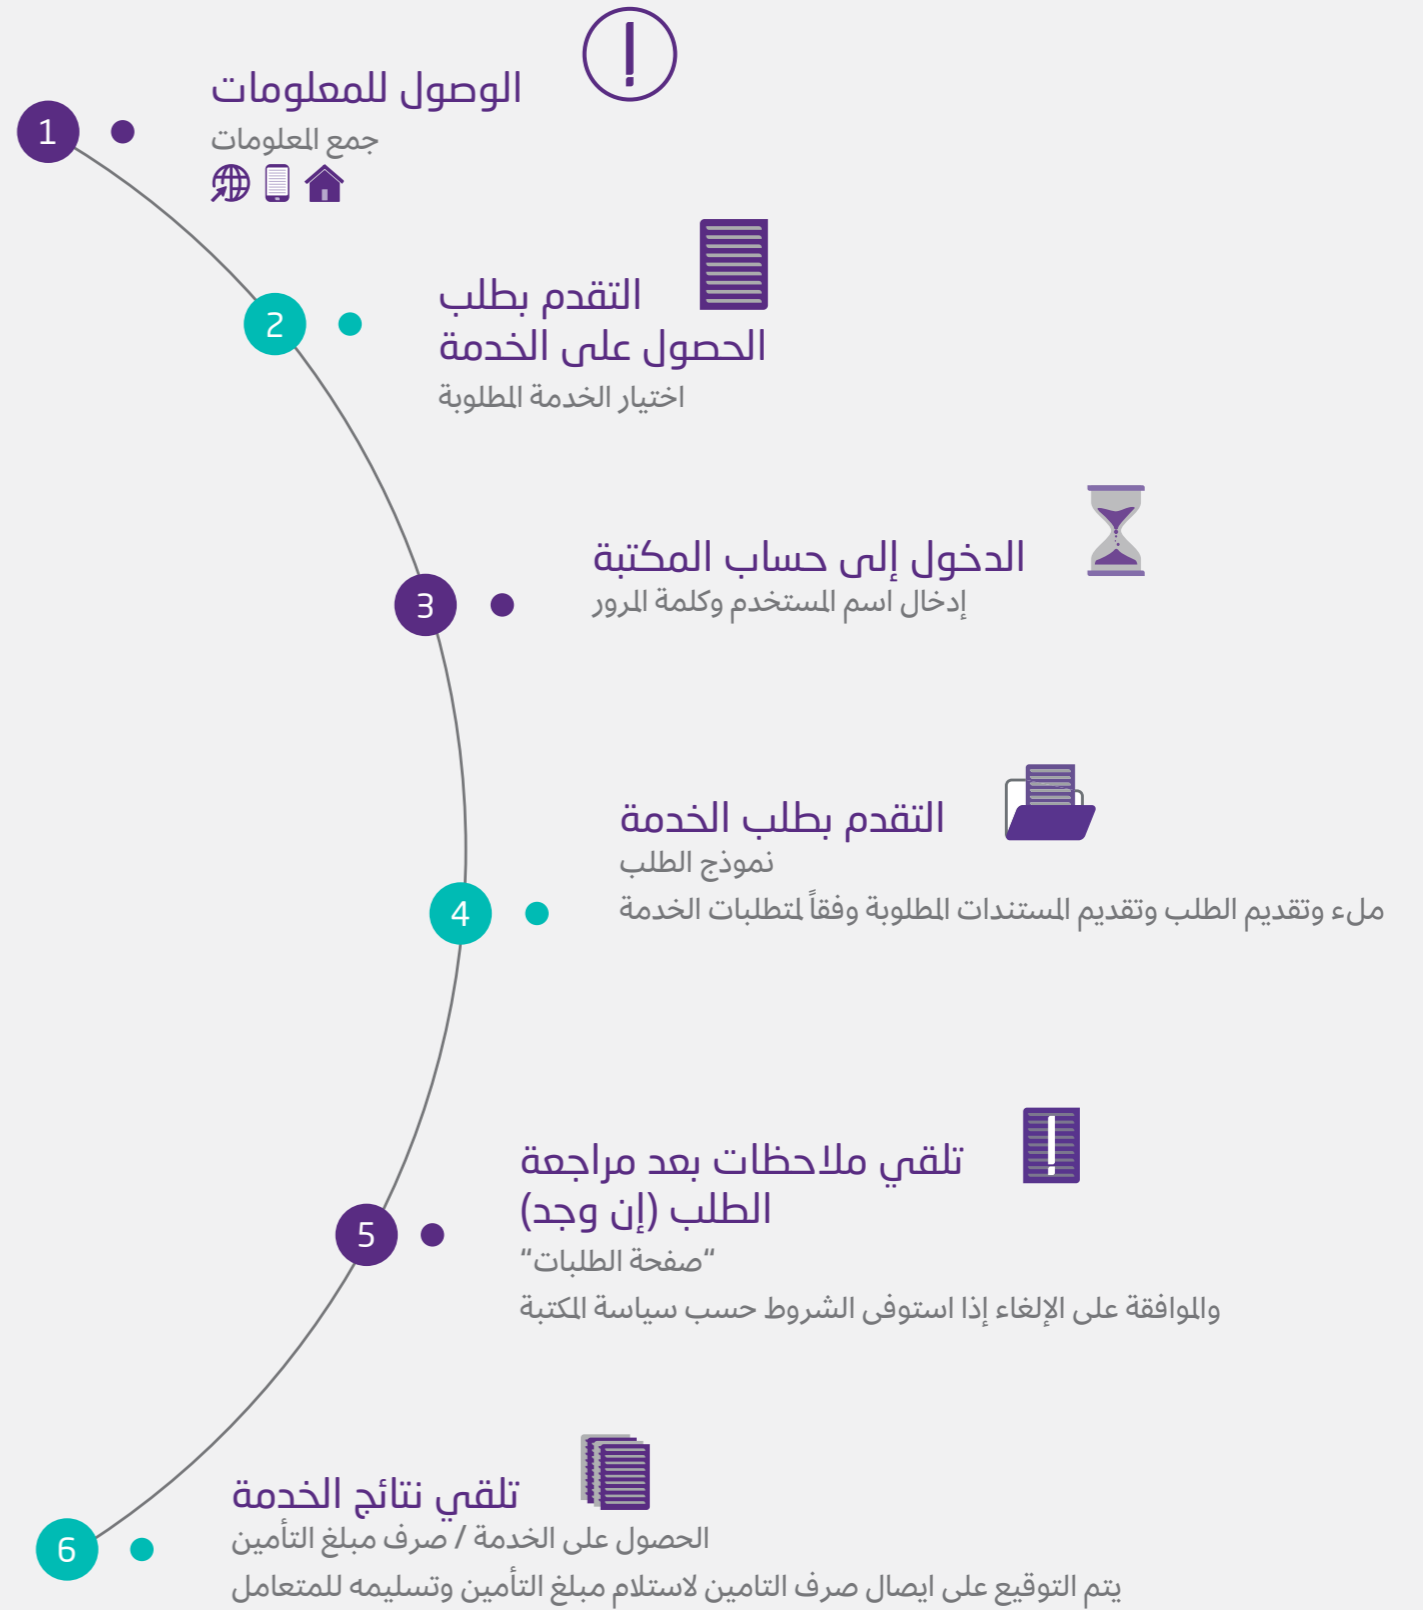 1
الوصول للمعلومات
جمع المعلومات
2
التقدم بطلب
الحصول على الخدمة
اختيار الخدمة المطلوبة
3
الدخول إلى حساب المكتبة
إدخال اسم المستخدم وكلمة المرور
4
التقدم بطلب الخدمة
نموذج الطلب
ملء وتقديم الطلب وتقديم المستندات المطلوبة وفقاً لمتطلبات الخدمة
5
تلقي ملاحظات بعد مراجعة
الطلب (إن وجد)
“صفحة الطلبات“
والموافقة على الإلغاء إذا استوفى الشروط حسب سياسة المكتبة
6
تلقي نتائج الخدمة
الحصول على الخدمة / صرف مبلغ التأمين
يتم التوقيع على ايصال صرف التامين لاستلام مبلغ التأمين وتسليمه للمتعامل